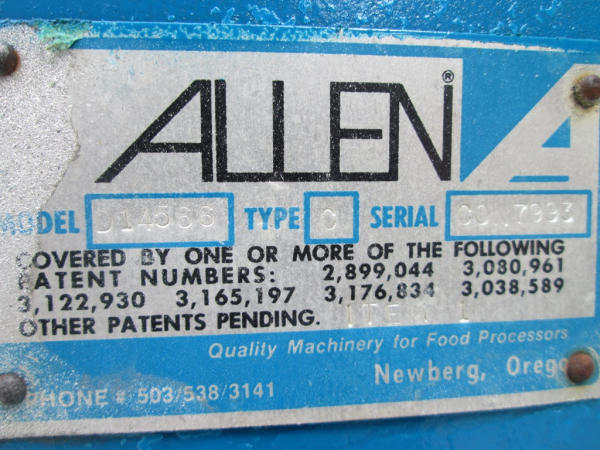 ALLEN®
MODEL D14566 TYPE C SERIAL
COVERED BY ONE OR MORE OF THE FOLLOWING
PATENT NUMBERS: 2,899,044 3,080,961
3,122,930 3,165,197 3,176,834 3,038,589
OTHER PATENTS PENDING.
Quality Machinery for Food Processors
Newberg, Orego
PHONE # 503/538/3141